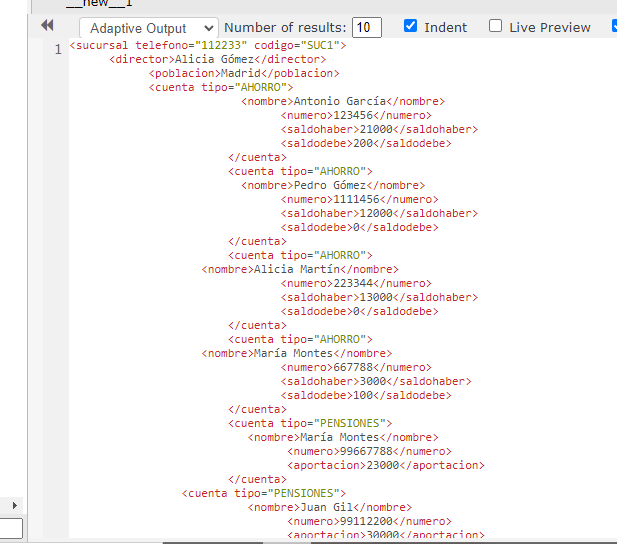 __new__1
Adaptive Output Number of results: 10 Indent Live Preview
1 <sucursal telefono="112233" codigo="SUC1">
<director>Alicia Gómez</director>
<poblacion>Madrid</poblacion>
<cuenta tipo="AHORRO">
<nombre>Antonio García</nombre>
<numero>123456</numero>
<saldohaber>21000</saldohaber>
<saldodebe>200</saldodebe>
</cuenta>
<cuenta tipo="AHORRO">
<nombre>Pedro Gómez</nombre>
<numero>1111456</numero>
<saldohaber>12000</saldohaber>
<saldodebe>0</saldodebe>
</cuenta>
<cuenta tipo="AHORRO">
<nombre>Alicia Martín</nombre>
<numero>223344</numero>
<saldohaber>13000</saldohaber>
<saldodebe>0</saldodebe>
</cuenta>
<cuenta tipo="AHORRO">
<nombre>María Montes</nombre>
<numero>667788</numero>
<saldohaber>3000</saldohaber>
<saldodebe>100</saldodebe>
</cuenta>
<cuenta tipo="PENSIONES">
<nombre>María Montes</nombre>
<numero>99667788</numero>
<aportacion>23000</aportacion>
</cuenta>
<cuenta tipo="PENSIONES">
<nombre>Juan Gil</nombre>
<numero>99112200</numero>
<aportacion>30000</aportacion>